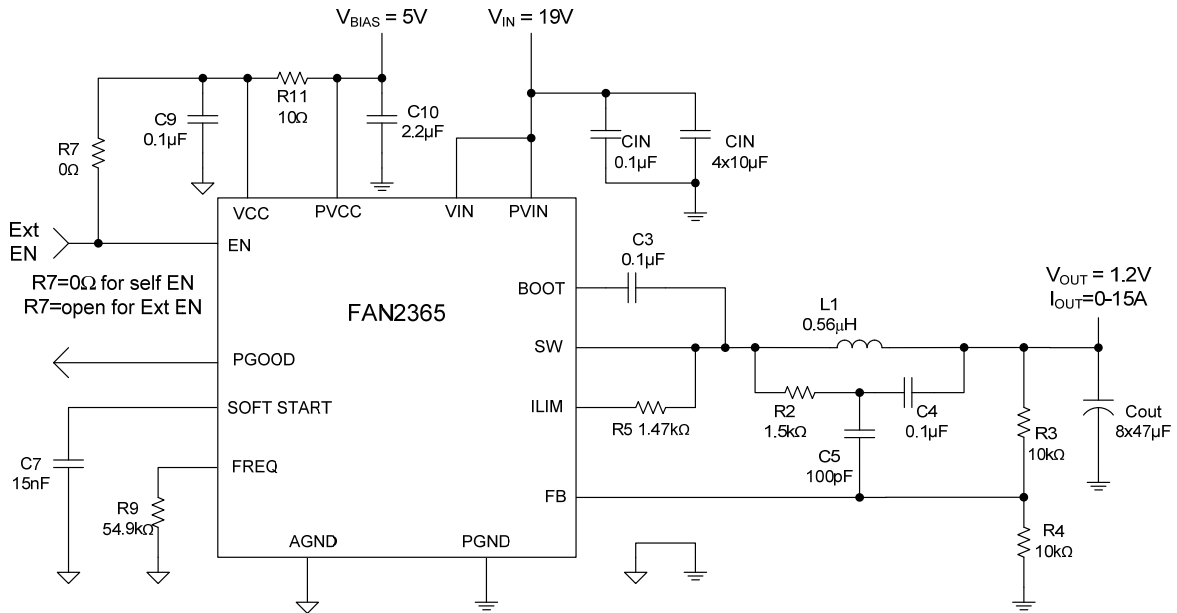 V_BIAS = 5V
V_IN = 19V
R11
10Ω
C9
0.1µF
C10
2.2µF
R7
0Ω
CIN
0.1µF
CIN
4x10µF
VCC
PVCC
VIN
PVIN
Ext
EN
EN
R7=0Ω for self EN
R7=open for Ext EN
FAN2365
BOOT
C3
0.1µF
V_OUT = 1.2V
I_OUT=0-15A
L1
0.56µH
SW
PGOOD
SOFT START
ILIM
R5 1.47kΩ
R2
1.5kΩ
C4
0.1µF
C5
100pF
R3
10kΩ
Cout
8x47µF
C7
15nF
FREQ
R9
54.9kΩ
FB
R4
10kΩ
AGND
PGND